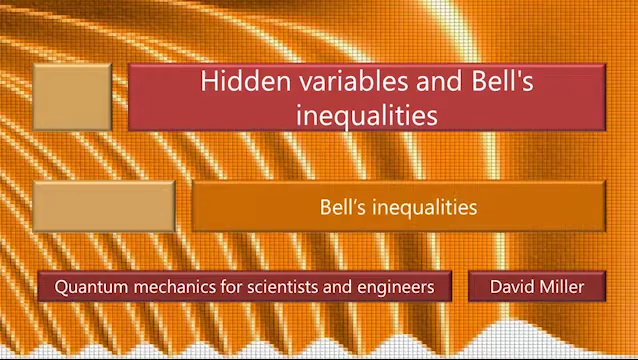 Hidden variables and Bell's
inequalities
Bell’s inequalities
Quantum mechanics for scientists and engineers
David Miller